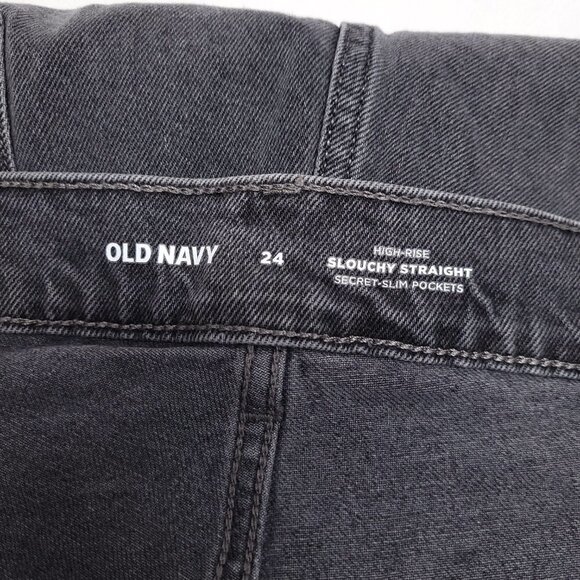 OLD NAVY
24
HIGH-RISE
SLOUCHY STRAIGHT
SECRET-SLIM POCKETS